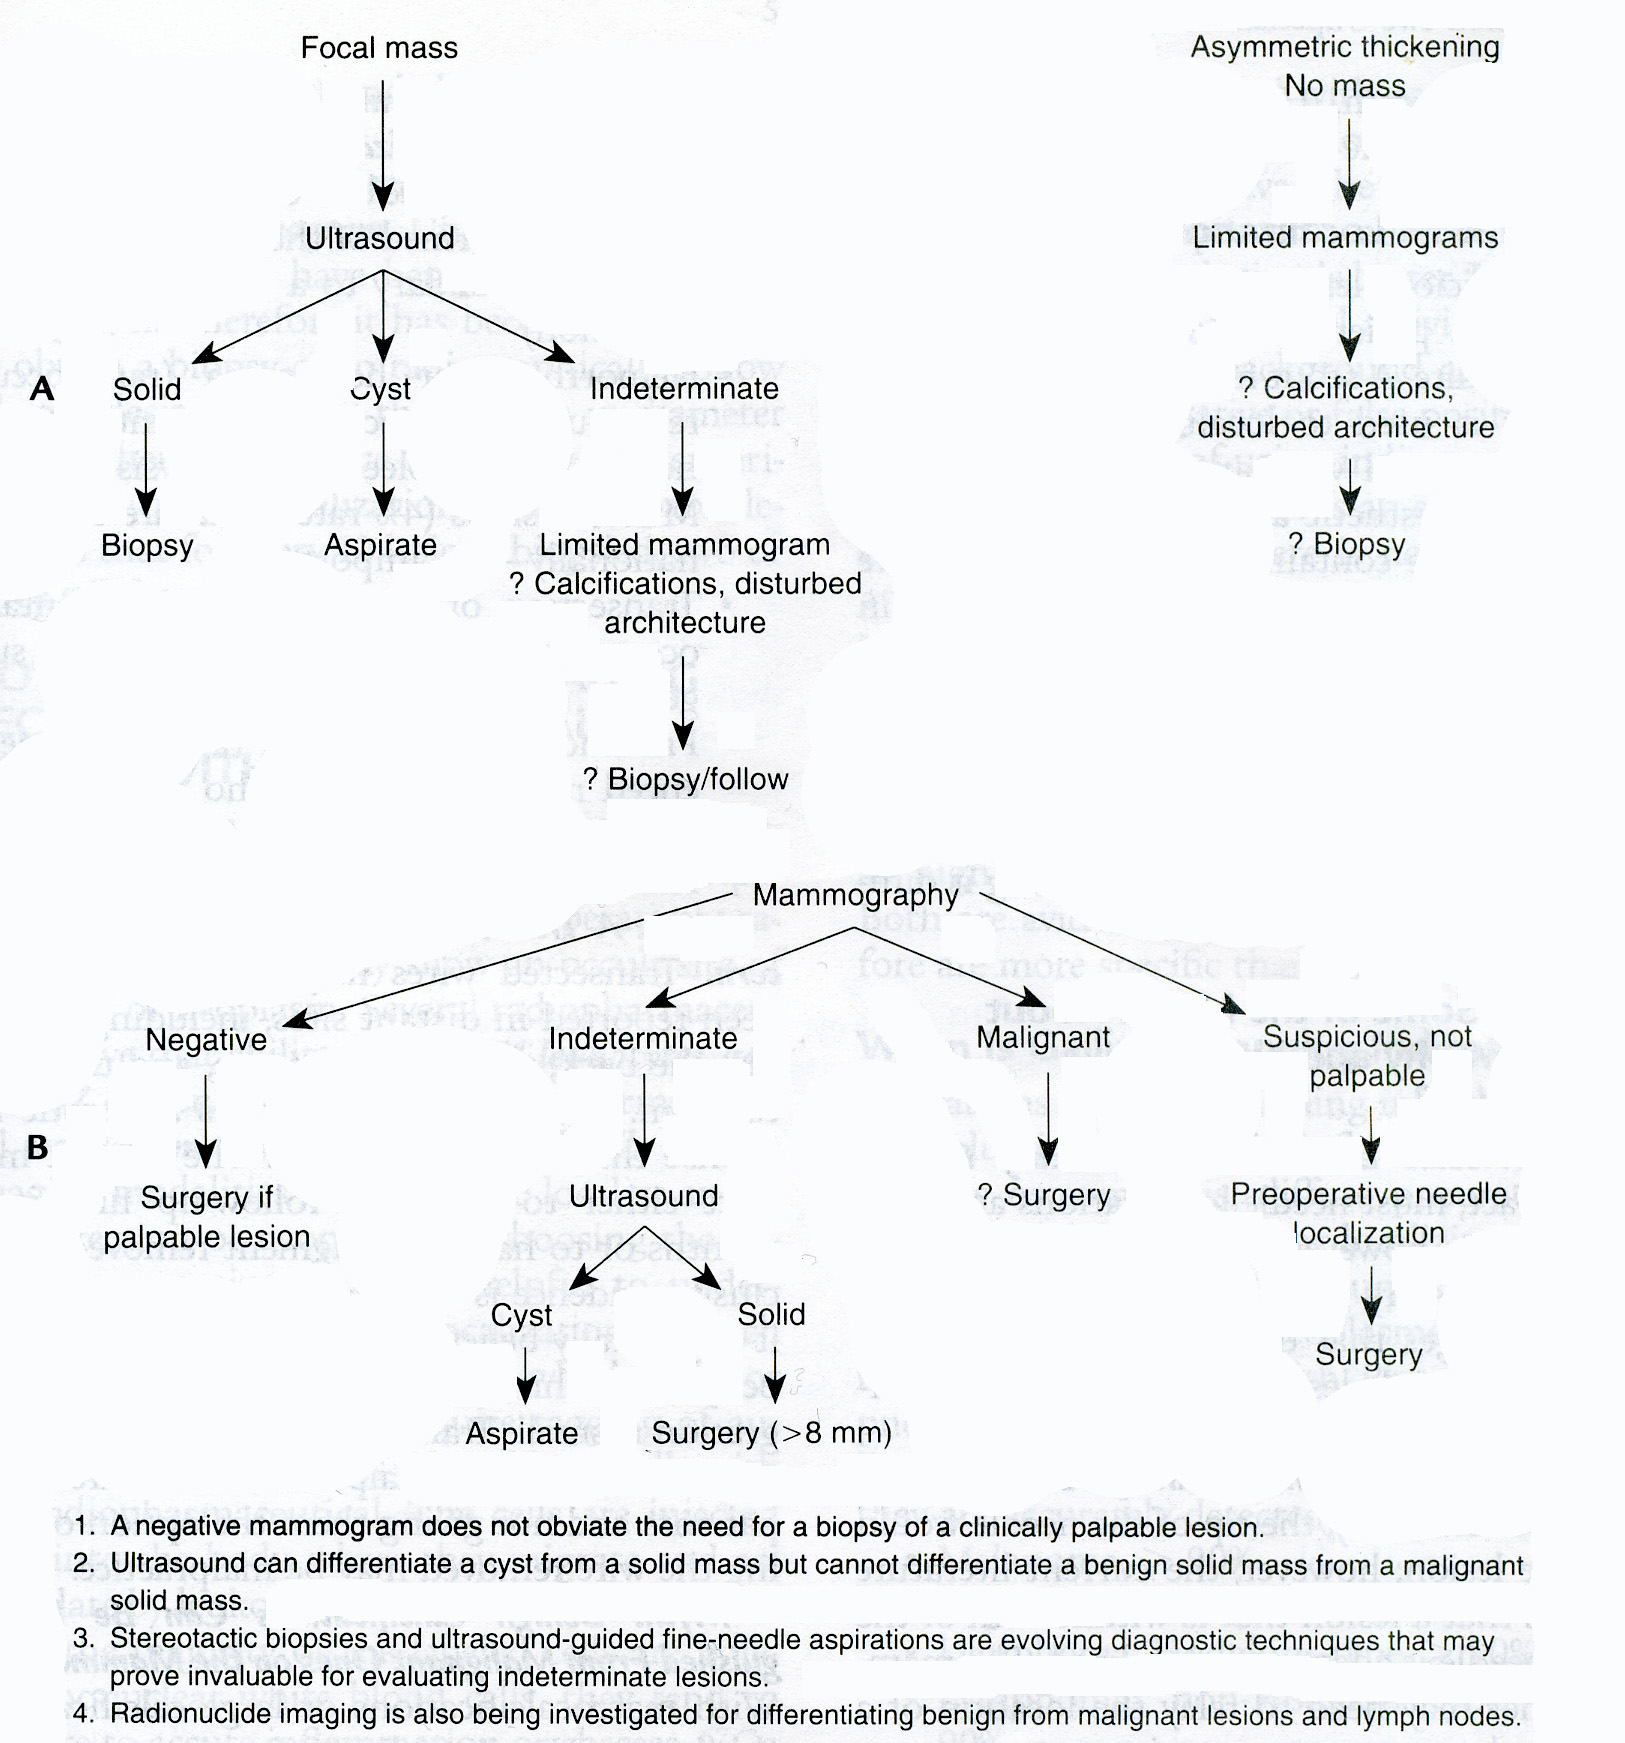 Focal mass
Ultrasound
A
Solid
Cyst
Indeterminate
Biopsy
Aspirate
Limited mammogram
? Calcifications, disturbed
architecture
? Biopsy/follow
Asymmetric thickening
No mass
Limited mammograms
? Calcifications,
disturbed architecture
? Biopsy
Mammography
B
Negative
Indeterminate
Malignant
Suspicious, not
palpable
Surgery if
palpable lesion
Ultrasound
? Surgery
Preoperative needle
localization
Cyst
Solid
Surgery
Aspirate
Surgery (>8 mm)
1. A negative mammogram does not obviate the need for a biopsy of a clinically palpable lesion.
2. Ultrasound can differentiate a cyst from a solid mass but cannot differentiate a benign solid mass from a malignant
solid mass.
3. Stereotactic biopsies and ultrasound-guided fine-needle aspirations are evolving diagnostic techniques that may
prove invaluable for evaluating indeterminate lesions.
4. Radionuclide imaging is also being investigated for differentiating benign from malignant lesions and lymph nodes.